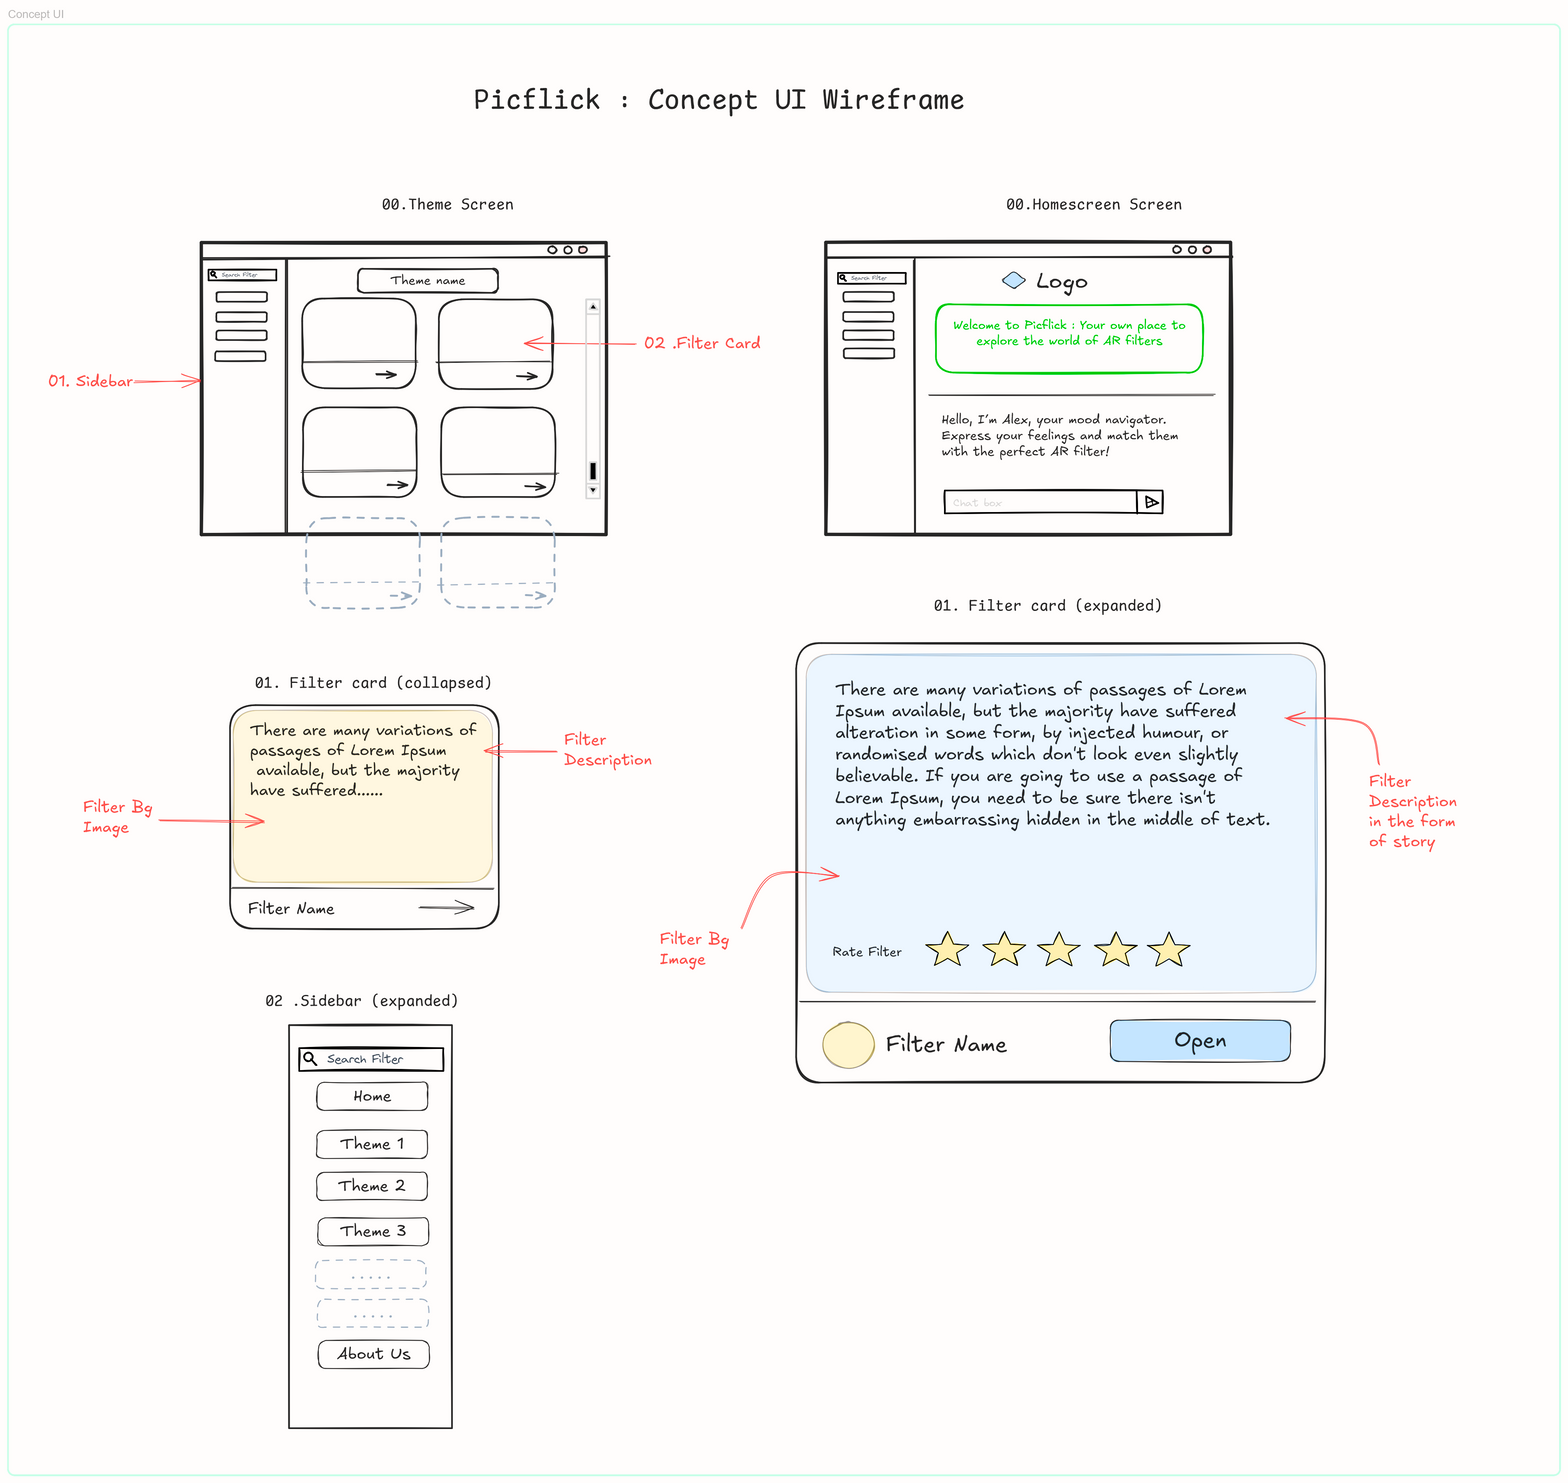 Concept UI
Picflick : Concept UI Wireframe
00.Theme Screen
Search Filter
Theme name
02 .Filter Card
01. Sidebar
00.Homescreen Screen
Search Filter
Logo
Welcome to Picflick : Your own place to
explore the world of AR filters
Hello, I'm Alex, your mood navigator.
Express your feelings and match them
with the perfect AR filter!
Chat box
01. Filter card (collapsed)
There are many variations of
passages of Lorem Ipsum
available, but the majority
have suffered......
Filter
Description
Filter Bg
Image
Filter Name
01. Filter card (expanded)
There are many variations of passages of Lorem
Ipsum available, but the majority have suffered
alteration in some form, by injected humour, or
randomised words which don't look even slightly
believable. If you are going to use a passage of
Lorem Ipsum, you need to be sure there isn't
anything embarrassing hidden in the middle of text.
Filter
Description
in the form
of story
Filter Bg
Image
Rate Filter
Filter Name
Open
02 .Sidebar (expanded)
Search Filter
Home
Theme 1
Theme 2
Theme 3
.....
.....
About Us